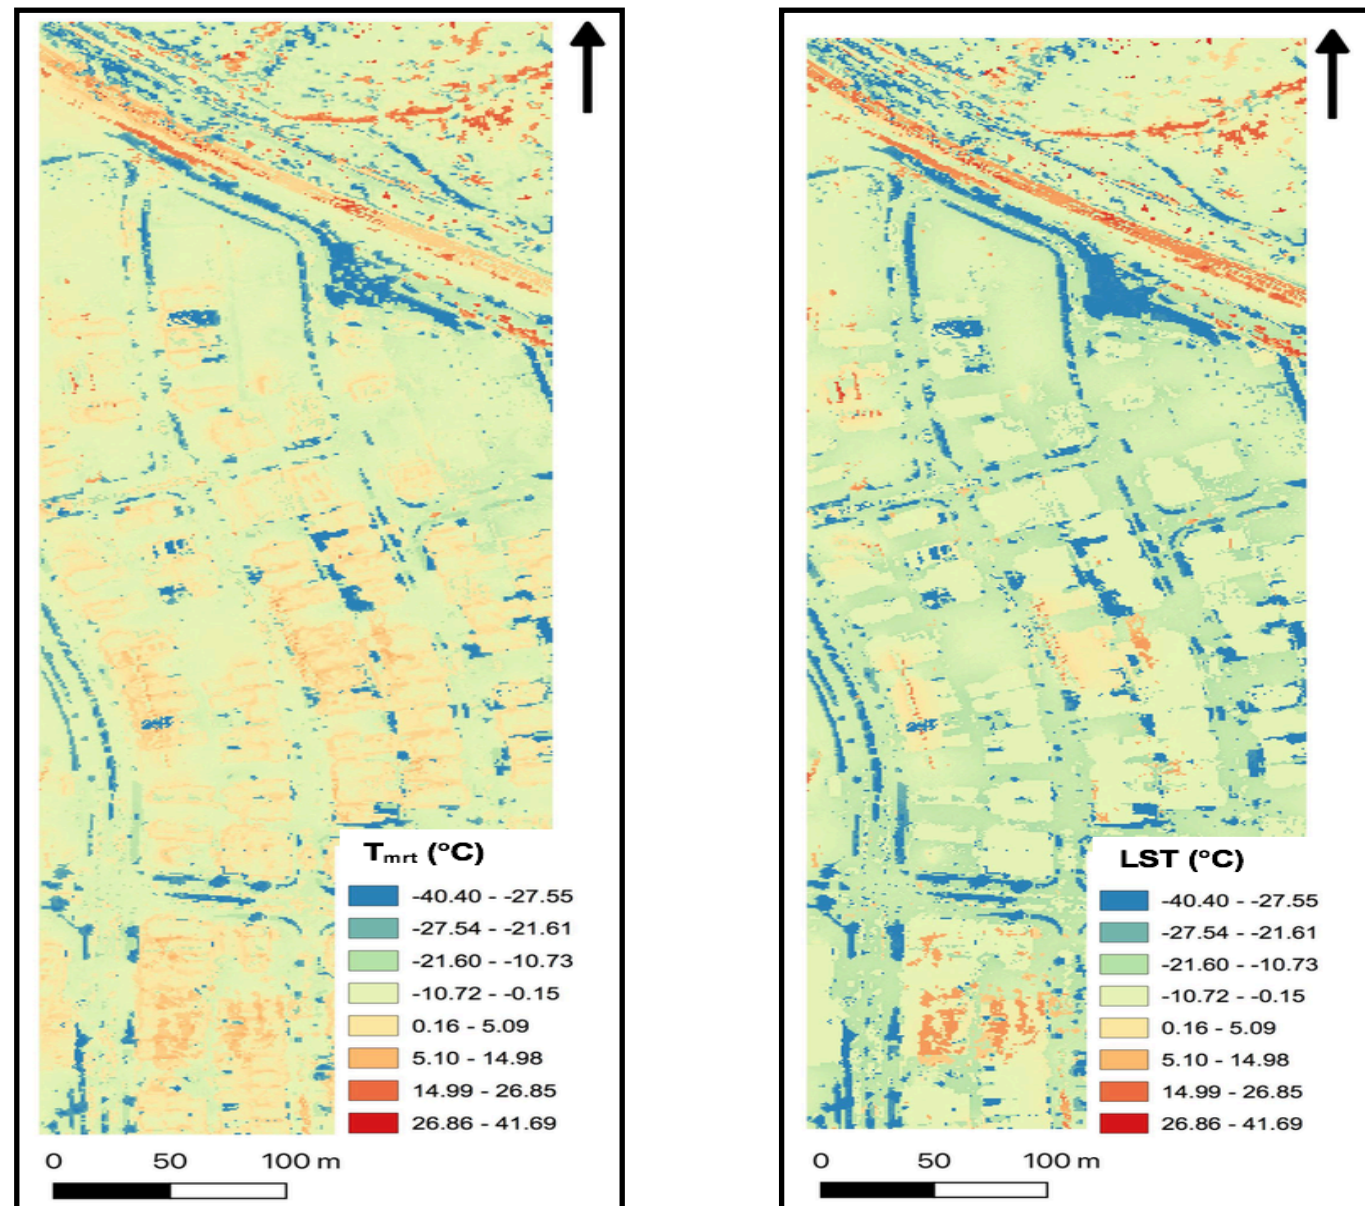 Tmrt (°C)
-40.40 - -27.55
-27.54 - -21.61
-21.60 - -10.73
-10.72 - -0.15
0.16 - 5.09
5.10 - 14.98
14.99 - 26.85
26.86 - 41.69
0 50 100 m
LST (°C)
-40.40 - -27.55
-27.54 - -21.61
-21.60 - -10.73
-10.72 - -0.15
0.16 - 5.09
5.10 - 14.98
14.99 - 26.85
26.86 - 41.69
0 50 100 m